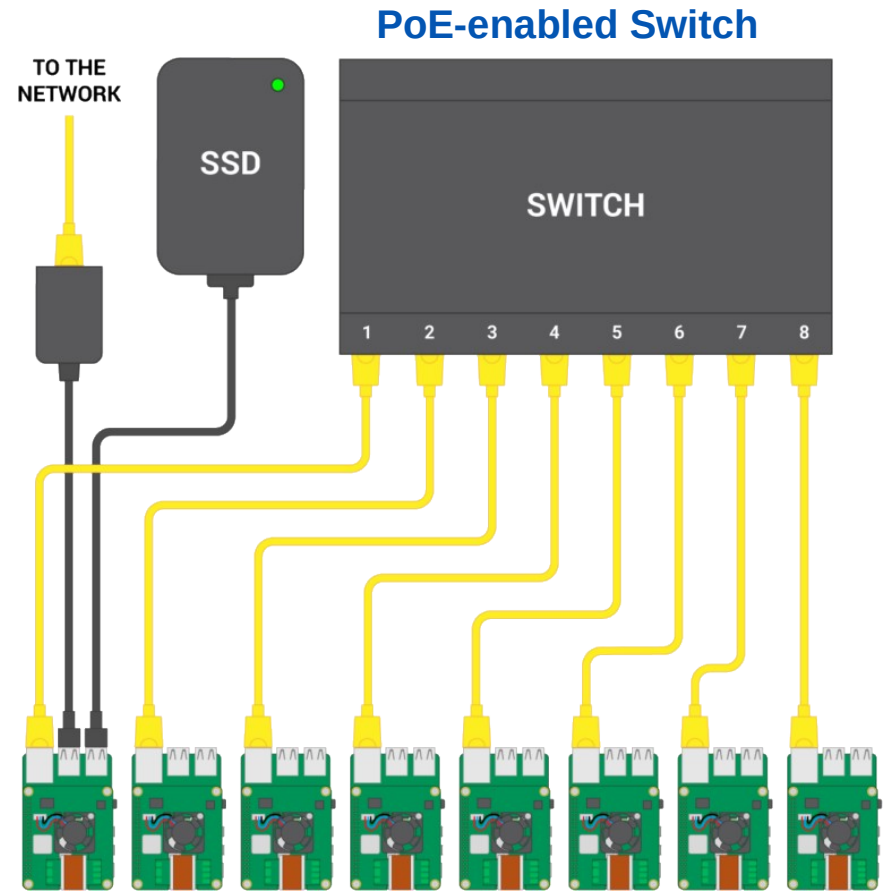 PoE-enabled Switch
TO THE
NETWORK
SSD
SWITCH
1 2 3 4 5 6 7 8